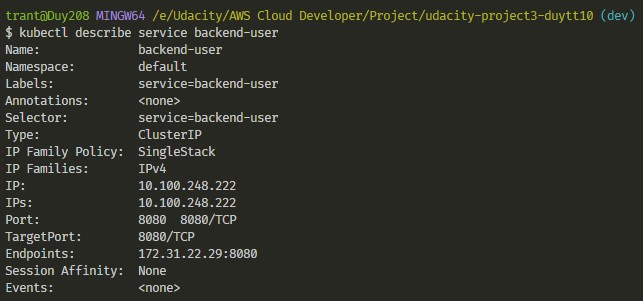 trant@Duy208 MINGW64 /e/Udacity/AWS Cloud Developer/Project/udacity-project3-duytt10 (dev)
$ kubectl describe service backend-user
Name:              backend-user
Namespace:         default
Labels:            service=backend-user
Annotations:       <none>
Selector:          service=backend-user
Type:              ClusterIP
IP Family Policy:  SingleStack
IP Families:       IPv4
IP:                10.100.248.222
IPs:               10.100.248.222
Port:              8080  8080/TCP
TargetPort:        8080/TCP
Endpoints:         172.31.22.29:8080
Session Affinity:  None
Events:            <none>